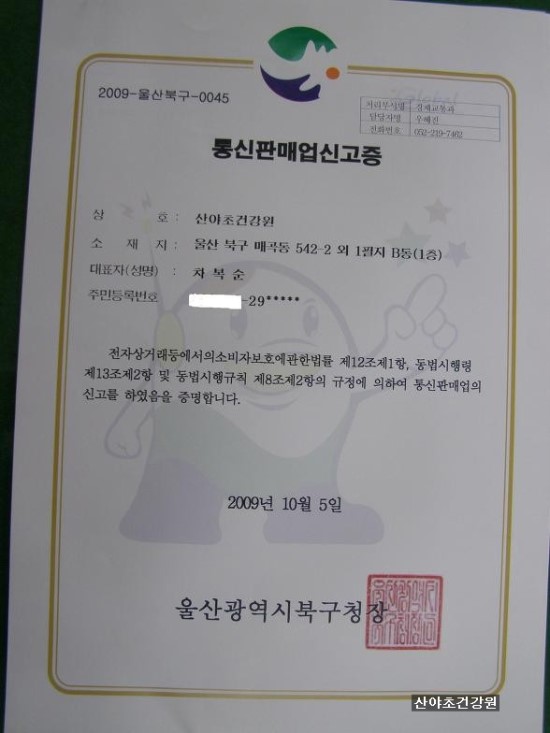 2009-울산북구-0045
처리부서명 경제교통과
담당자명 우혜진
전화번호 052-219-7462
통신판매업신고증
상 호 : 산야초건강원
소 재 지 : 울산 북구 매곡동 542-2 외 1필지 B동(1층)
대표자(성명) : 차 복 순
주민등록번호 -29*****
전자상거래등에서의소비자보호에관한법률 제12조제1항, 동법시행령
제13조제2항 및 동법시행규칙 제8조제2항의 규정에 의하여 통신판매업의
신고를 하였음을 증명합니다.
2009년 10월 5일
울산광역시북구청장
산야초건강원